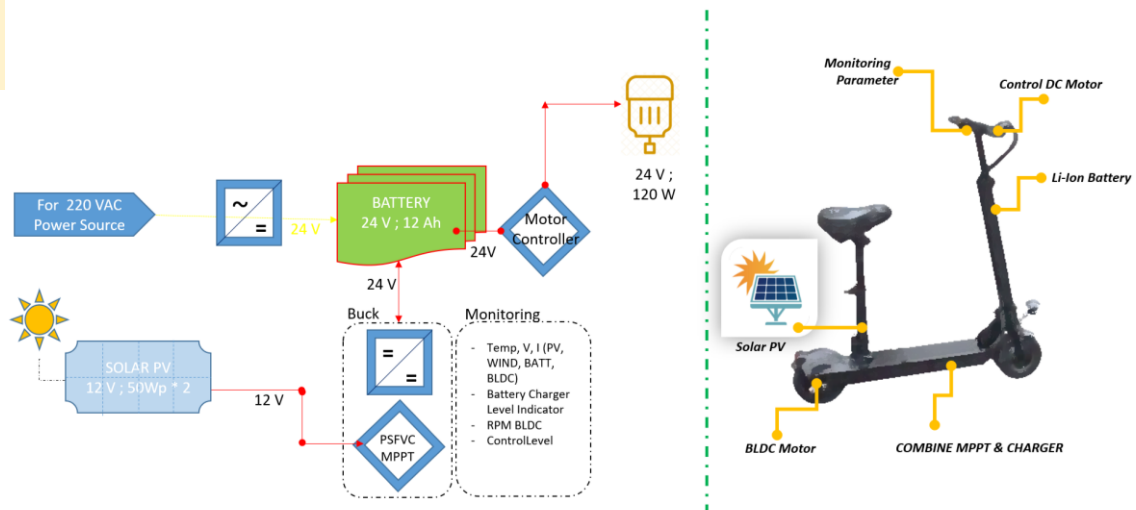 For 220 VAC
Power Source
~
=
24 V
BATTERY
24 V ; 12 Ah
24V
Motor
Controller
24 V ;
120 W
24 V
SOLAR PV
12 V ; 50Wp * 2
12 V
Buck
=
=
PSFVC
MPPT
Monitoring
- Temp, V, I (PV,
WIND, BATT,
BLDC)
- Battery Charger
Level Indicator
- RPM BLDC
- ControlLevel
Monitoring
Parameter
Control DC Motor
Li-Ion Battery
Solar PV
BLDC Motor
COMBINE MPPT & CHARGER